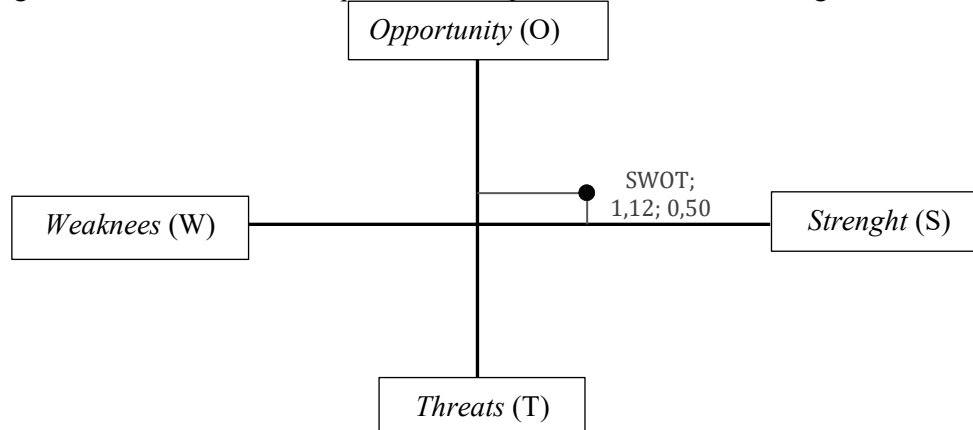 Opportunity (O)
SWOT;
1,12; 0,50
Weaknees (W)
Strenght (S)
Threats (T)